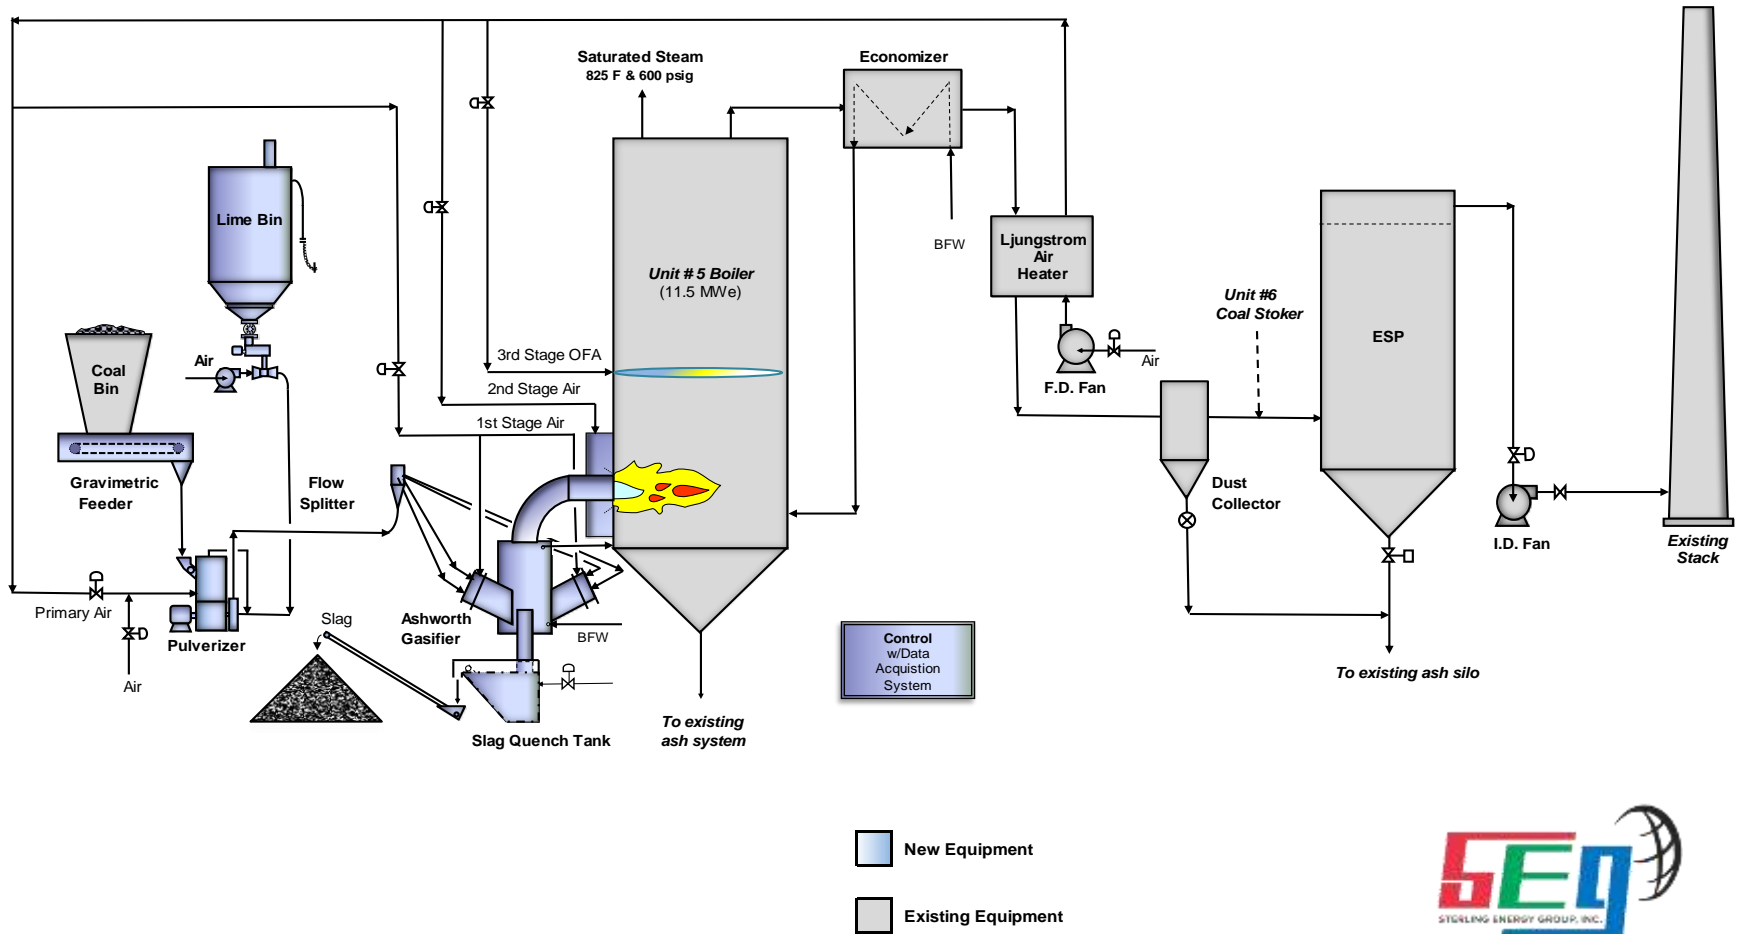 Saturated Steam
825 F & 600 psig
Economizer
Lime Bin
BFW
Ljungstrom
Air
Heater
Unit # 5 Boiler
(11.5 MWe)
Unit #6
Coal Stoker
ESP
Coal
Bin
Air
3rd Stage OFA
2nd Stage Air
1st Stage Air
Air
F.D. Fan
Gravimetric
Feeder
Flow
Splitter
Dust
Collector
I.D. Fan
Existing
Stack
Primary Air
Pulverizer
Air
Slag
Ashworth
Gasifier
BFW
Control
w/Data
Acquistion
System
To existing ash silo
Slag Quench Tank
To existing
ash system
New Equipment
Existing Equipment
SEG
STERLING ENERGY GROUP, INC.